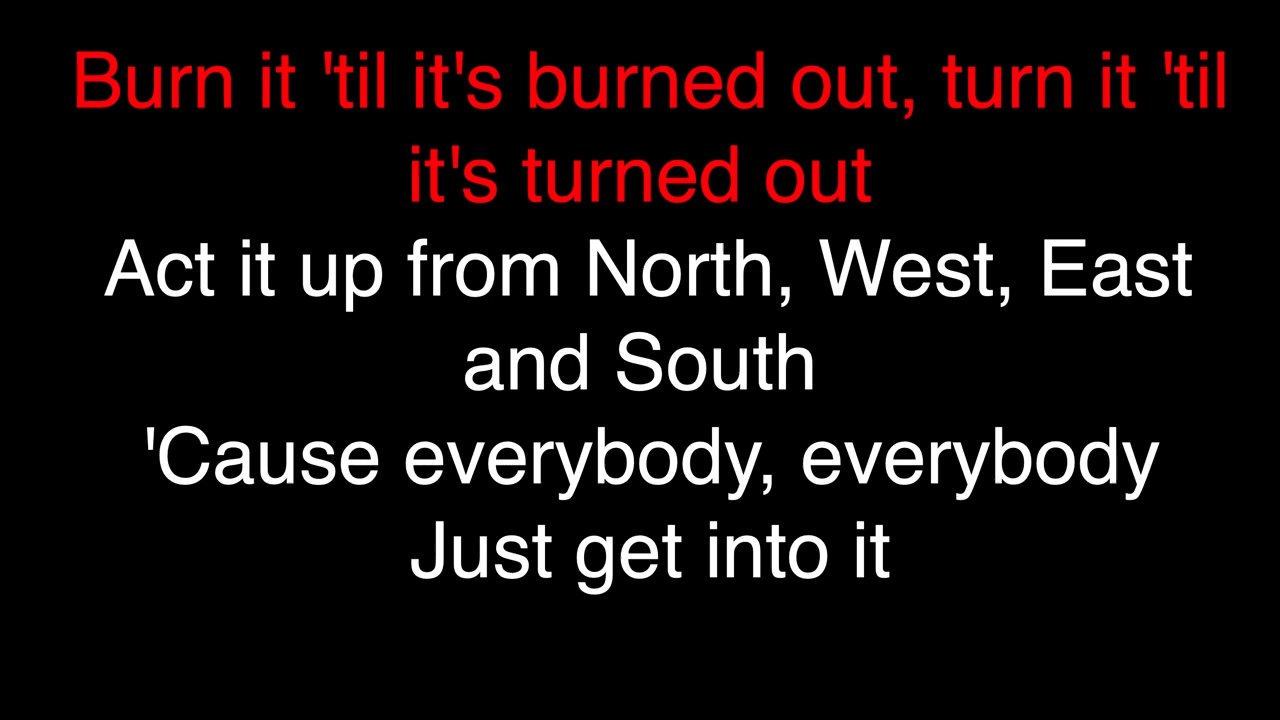 Burn it 'til it's burned out, turn it 'til
it's turned out
Act it up from North, West, East
and South
'Cause everybody, everybody
Just get into it